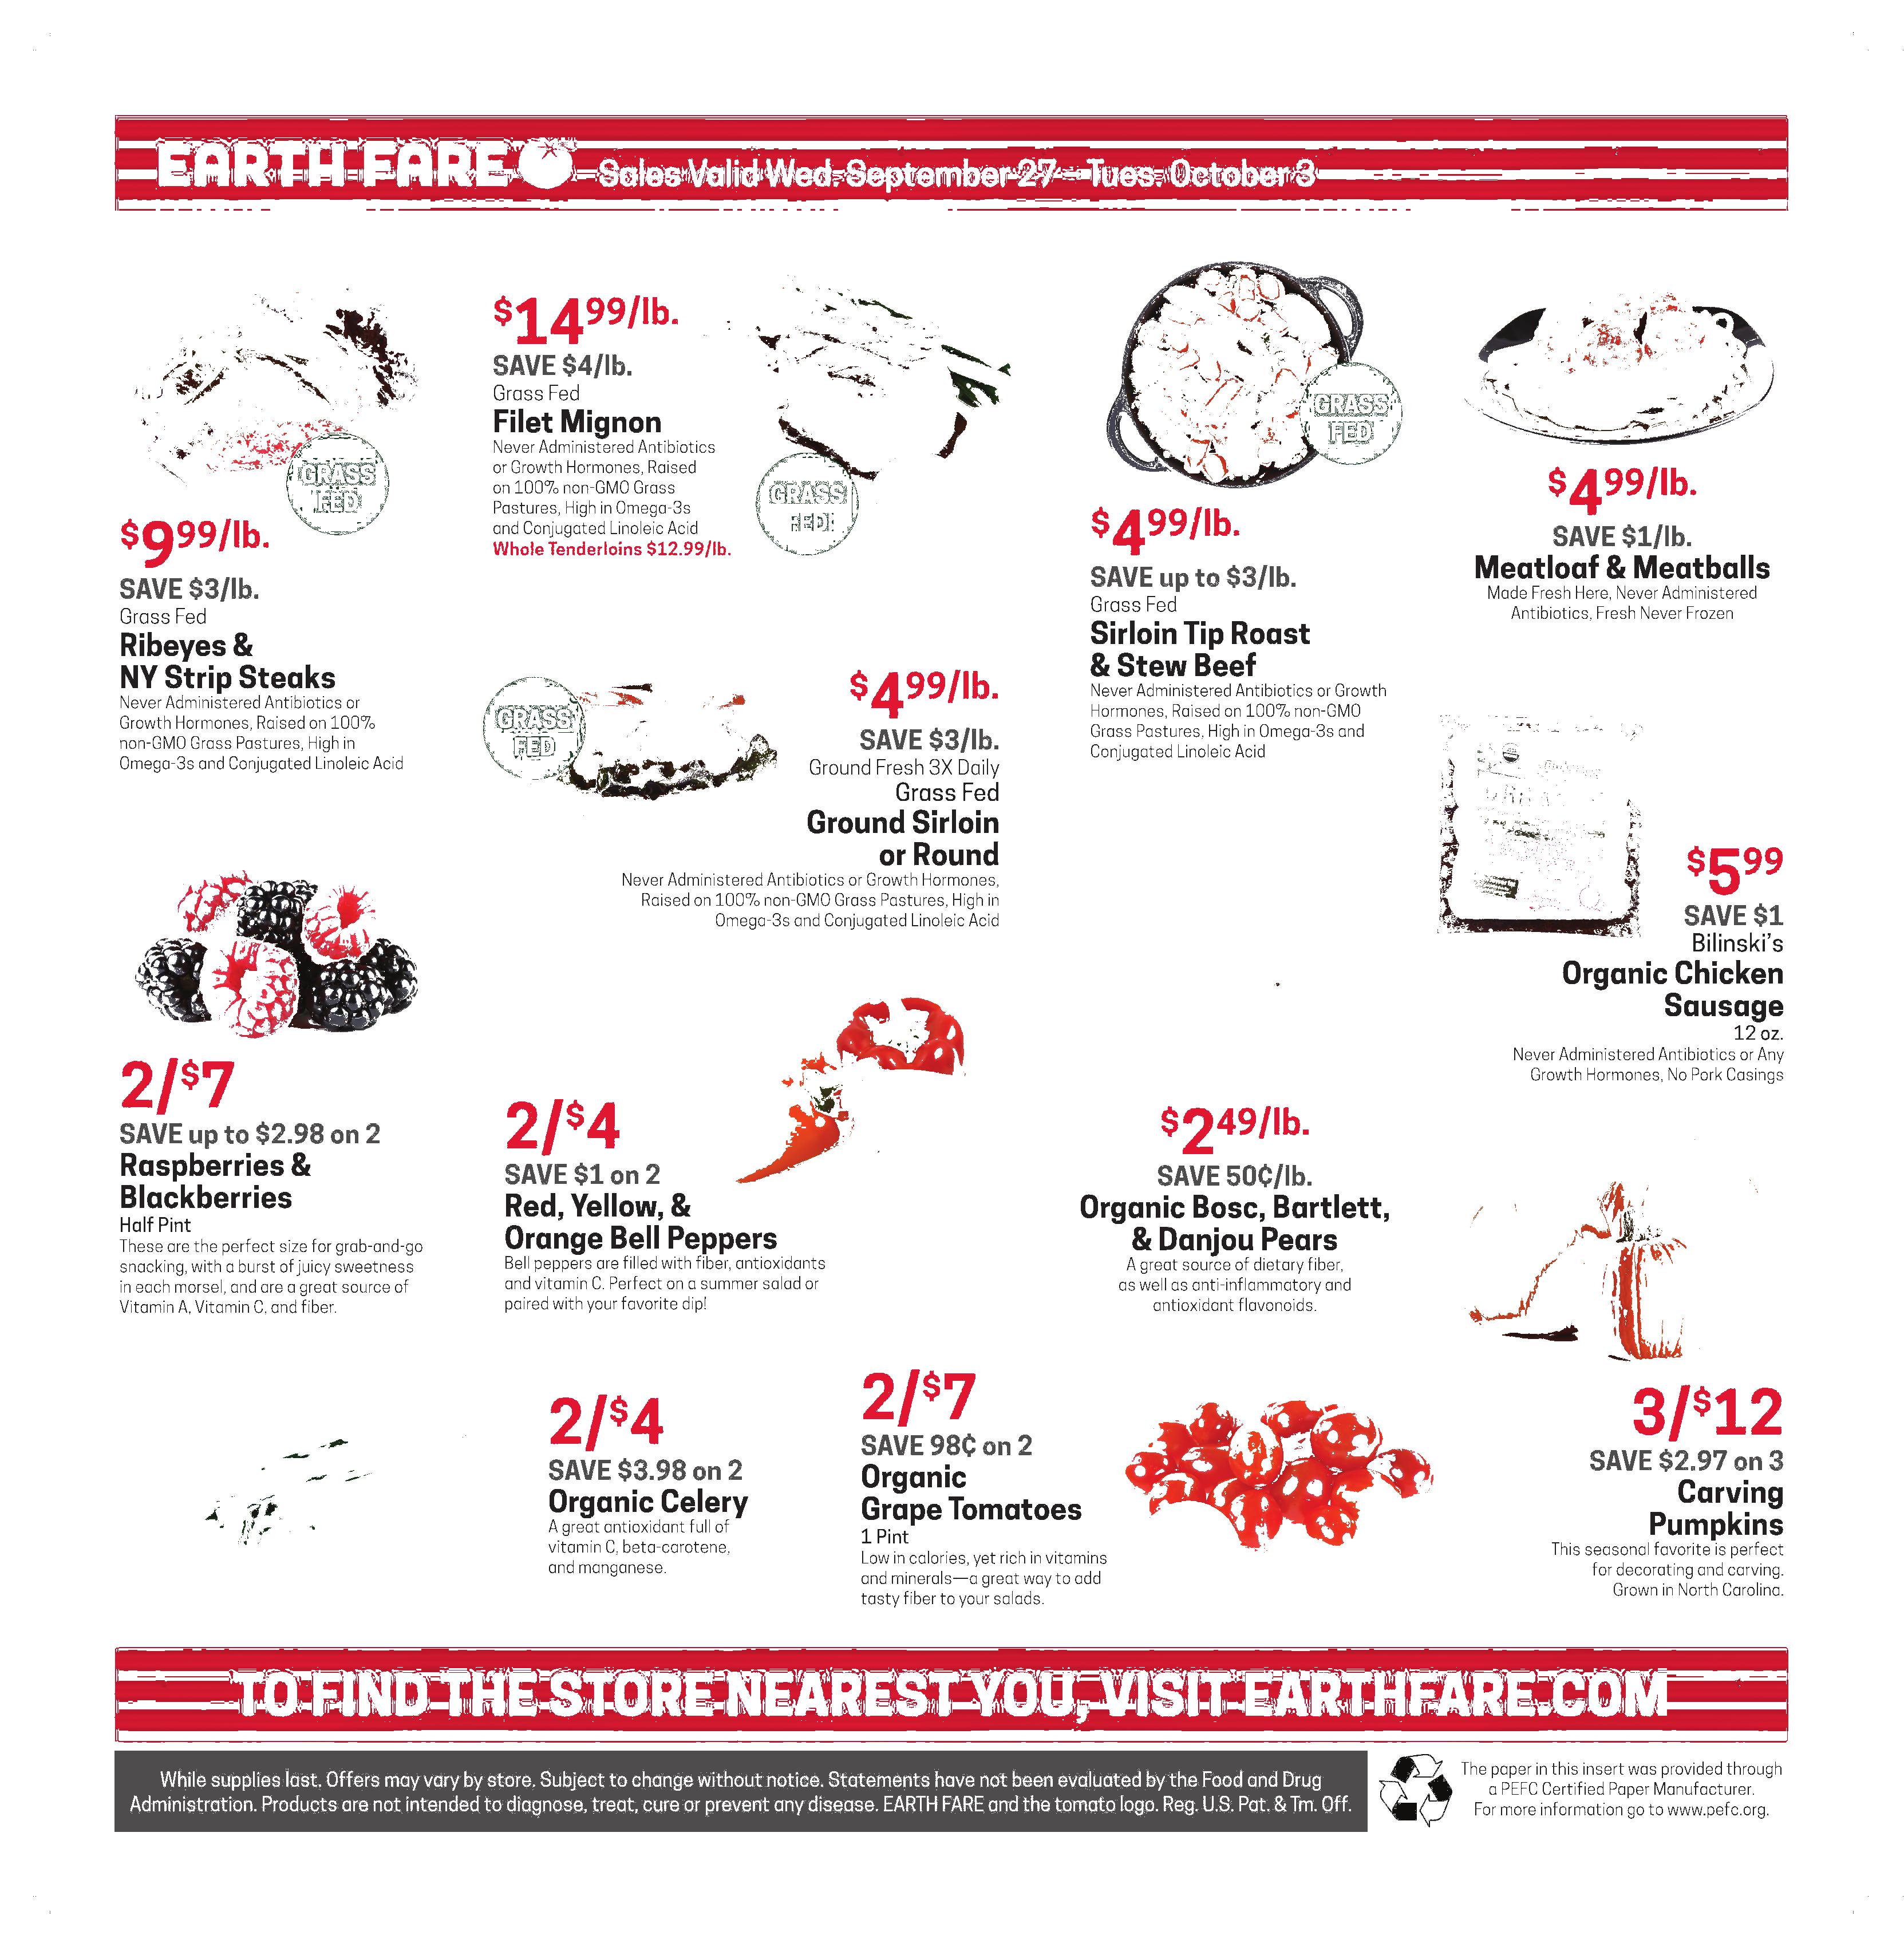 EARTH FARE Sales Valid Wed. September 27 - Tues. October 3
GRASS
FED
$9 99/lb.
SAVE $3/lb.
Grass Fed
Ribeyes &
NY Strip Steaks
Never Administered Antibiotics or
Growth Hormones, Raised on 100%
non-GMO Grass Pastures, High in
Omega-3s and Conjugated Linoleic Acid
$14 99/lb.
SAVE $4/lb.
Grass Fed
Filet Mignon
Never Administered Antibiotics
or Growth Hormones, Raised
on 100% non-GMO Grass
Pastures, High in Omega-3s
and Conjugated Linoleic Acid
Whole Tenderloins $12.99/lb.
GRASS
FED
GRASS
FED
$4 99/lb.
SAVE $3/lb.
Ground Fresh 3X Daily
Grass Fed
Ground Sirloin
or Round
Never Administered Antibiotics or Growth Hormones,
Raised on 100% non-GMO Grass Pastures, High in
Omega-3s and Conjugated Linoleic Acid
GRASS
FED
$4 99/lb.
SAVE up to $3/lb.
Grass Fed
Sirloin Tip Roast
& Stew Beef
Never Administered Antibiotics or Growth
Hormones, Raised on 100% non-GMO
Grass Pastures, High in Omega-3s and
Conjugated Linoleic Acid
$4 99/lb.
SAVE $1/lb.
Meatloaf & Meatballs
Made Fresh Here, Never Administered
Antibiotics, Fresh Never Frozen
$5 99
SAVE $1
Bilinski's
Organic Chicken
Sausage
12 oz.
Never Administered Antibiotics or Any
Growth Hormones, No Pork Casings
2/$7
SAVE up to $2.98 on 2
Raspberries &
Blackberries
Half Pint
These are the perfect size for grab-and-go
snacking, with a burst of juicy sweetness
in each morsel, and are a great source of
Vitamin A, Vitamin C, and fiber.
2/$4
SAVE $1 on 2
Red, Yellow, &
Orange Bell Peppers
Bell peppers are filled with fiber, antioxidants
and vitamin C. Perfect on a summer salad or
paired with your favorite dip!
$2 49/lb.
SAVE 50¢/lb.
Organic Bosc, Bartlett,
& Danjou Pears
A great source of dietary fiber,
as well as anti-inflammatory and
antioxidant flavonoids.
2/$4
SAVE $3.98 on 2
Organic Celery
A great antioxidant full of
vitamin C, beta-carotene,
and manganese.
2/$7
SAVE 98¢ on 2
Organic
Grape Tomatoes
1 Pint
Low in calories, yet rich in vitamins
and minerals—a great way to add
tasty fiber to your salads.
3/$12
SAVE $2.97 on 3
Carving
Pumpkins
This seasonal favorite is perfect
for decorating and carving.
Grown in North Carolina.
TO FIND THE STORE NEAREST YOU, VISIT EARTHFARE.COM
While supplies last. Offers may vary by store. Subject to change without notice. Statements have not been evaluated by the Food and Drug
Administration. Products are not intended to diagnose, treat, cure or prevent any disease. EARTH FARE and the tomato logo. Reg. U.S. Pat. & Tm. Off.
The paper in this insert was provided through
a PEFC Certified Paper Manufacturer.
For more information go to www.pefc.org.